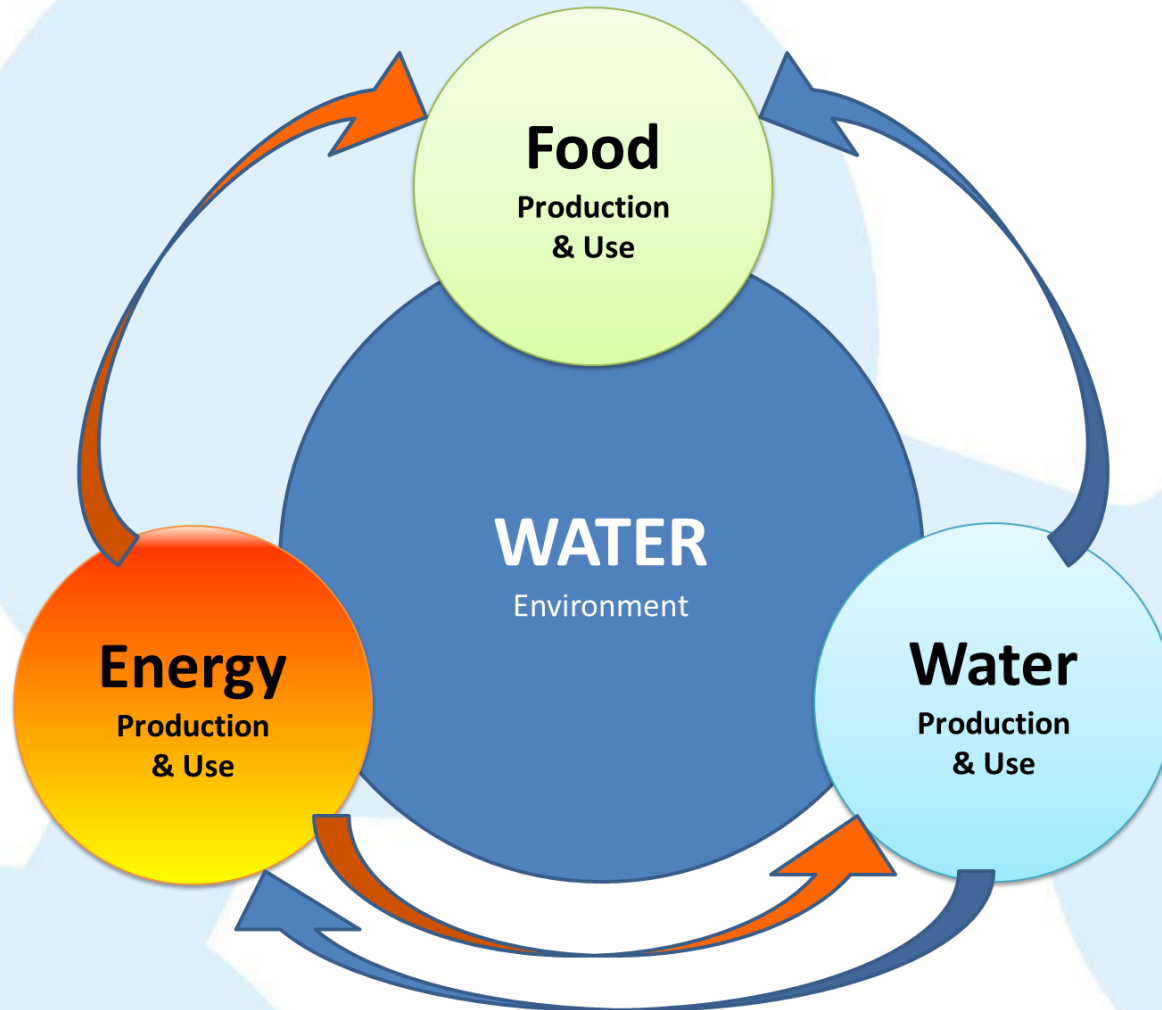 Food
Production
& Use
WATER
Environment
Energy
Production
& Use
Water
Production
& Use